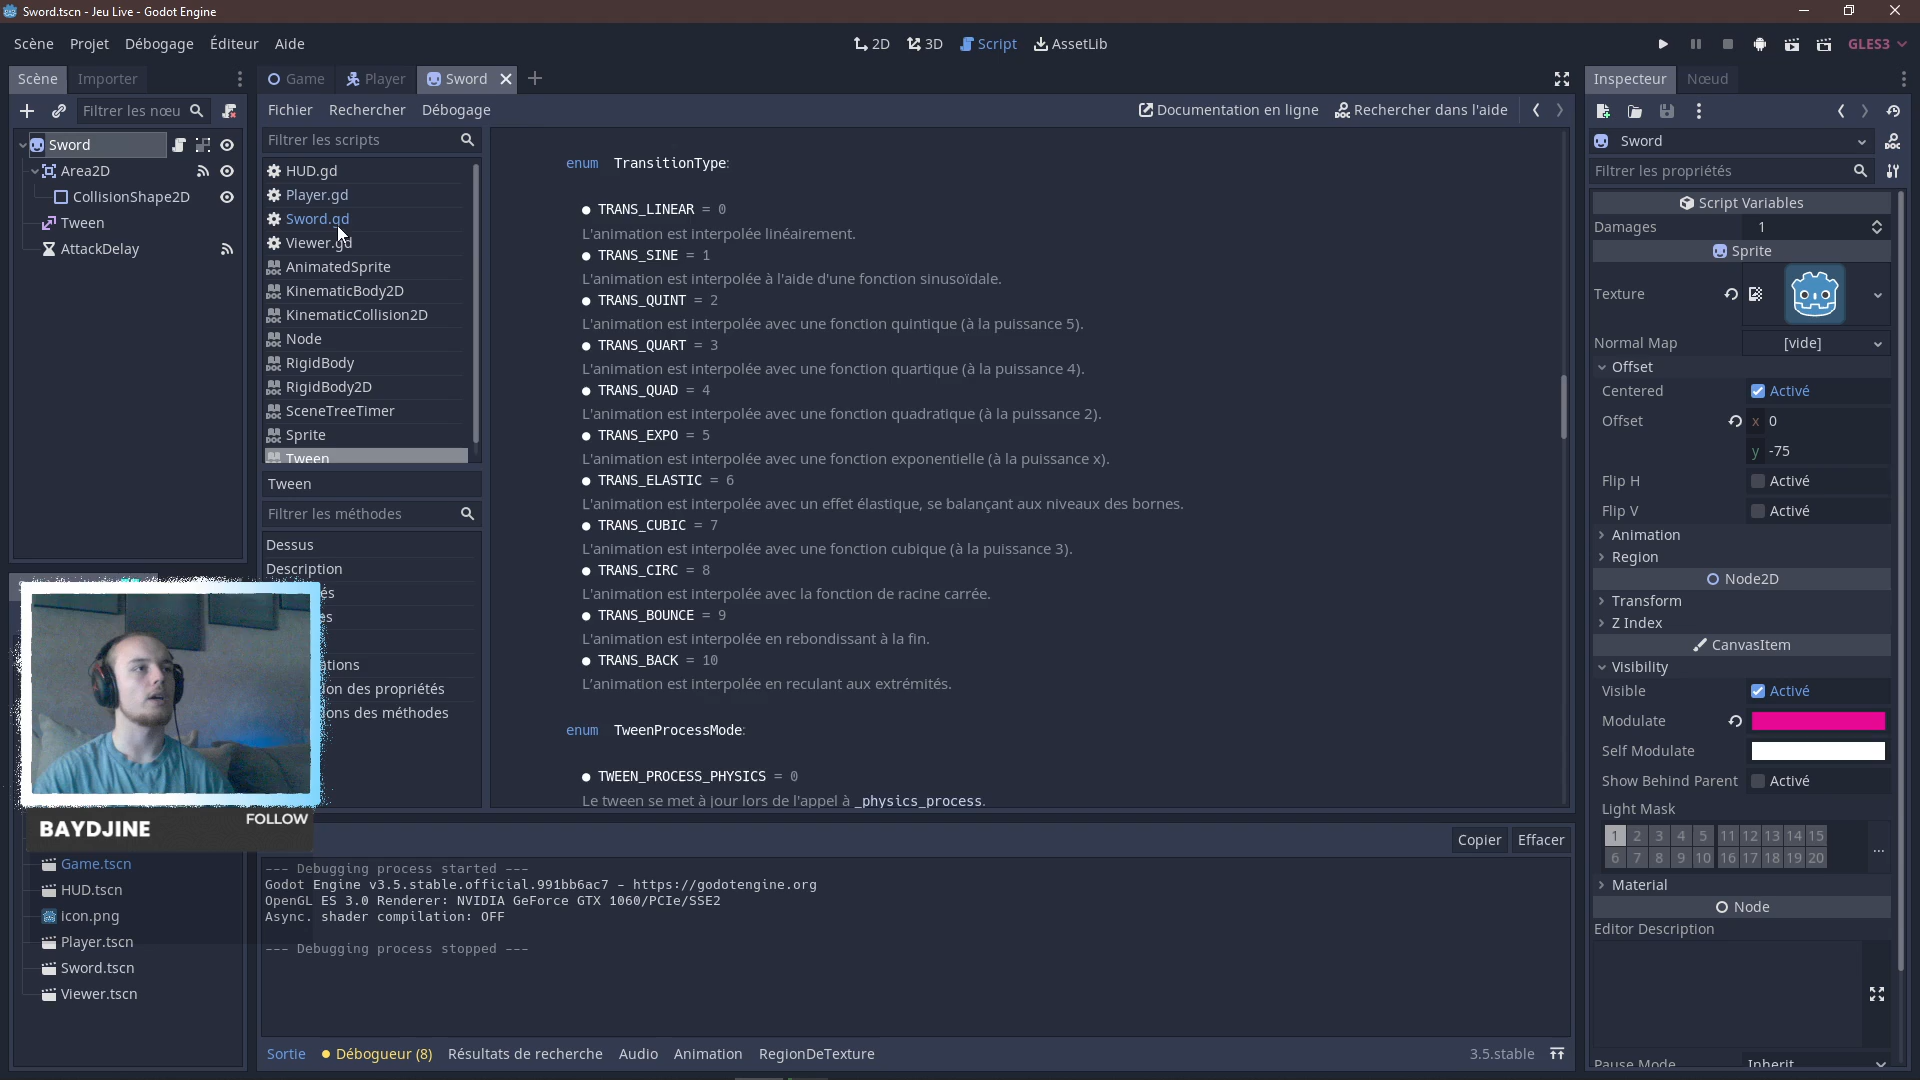 Sword.tscn - Jeu Live - Godot Engine
Scène Projet Débogage Éditeur Aide
2D 3D Script AssetLib
GLES3
Scène Importer
Filtrer les nœu
Sword
Area2D
CollisionShape2D
Tween
AttackDelay
Game Player Sword
Fichier Rechercher Débogage
Documentation en ligne Rechercher dans l'aide
Filtrer les scripts
HUD.gd
Player.gd
Sword.gd
Viewer.gd
AnimatedSprite
KinematicBody2D
KinematicCollision2D
Node
RigidBody
RigidBody2D
SceneTreeTimer
Sprite
Tween
Tween
Filtrer les méthodes
Dessus
Description
és
es
ations
on des propriétés
ons des méthodes
enum TransitionType:
● TRANS_LINEAR = 0
L'animation est interpolée linéairement.
● TRANS_SINE = 1
L'animation est interpolée à l'aide d'une fonction sinusoïdale.
● TRANS_QUINT = 2
L'animation est interpolée avec une fonction quintique (à la puissance 5).
● TRANS_QUART = 3
L'animation est interpolée avec une fonction quartique (à la puissance 4).
● TRANS_QUAD = 4
L'animation est interpolée avec une fonction quadratique (à la puissance 2).
● TRANS_EXPO = 5
L'animation est interpolée avec une fonction exponentielle (à la puissance x).
● TRANS_ELASTIC = 6
L'animation est interpolée avec un effet élastique, se balançant aux niveaux des bornes.
● TRANS_CUBIC = 7
L'animation est interpolée avec une fonction cubique (à la puissance 3).
● TRANS_CIRC = 8
L'animation est interpolée avec la fonction de racine carrée.
● TRANS_BOUNCE = 9
L'animation est interpolée en rebondissant à la fin.
● TRANS_BACK = 10
L'animation est interpolée en reculant aux extrémités.
enum TweenProcessMode:
● TWEEN_PROCESS_PHYSICS = 0
Le tween se met à jour lors de l'appel à _physics_process.
BAYDJINE
FOLLOW
Game.tscn
HUD.tscn
icon.png
Player.tscn
Sword.tscn
Viewer.tscn
Copier Effacer
--- Debugging process started ---
Godot Engine v3.5.stable.official.991bb6ac7 - https://godotengine.org
OpenGL ES 3.0 Renderer: NVIDIA GeForce GTX 1060/PCIe/SSE2
Async. shader compilation: OFF
--- Debugging process stopped ---
Sortie Débogueur (8) Résultats de recherche Audio Animation RegionDeTexture
3.5.stable
Inspecteur Nœud
Sword
Filtrer les propriétés
Script Variables
Damages 1
Sprite
Texture
Normal Map [vide]
Offset
Centered Activé
Offset x 0
y -75
Flip H Activé
Flip V Activé
Animation
Region
Node2D
Transform
Z Index
CanvasItem
Visibility
Visible Activé
Modulate
Self Modulate
Show Behind Parent Activé
Light Mask
1 2 3 4 5 11 12 13 14 15
6 7 8 9 10 16 17 18 19 20
...
Material
Node
Editor Description
Pause Mode Inherit